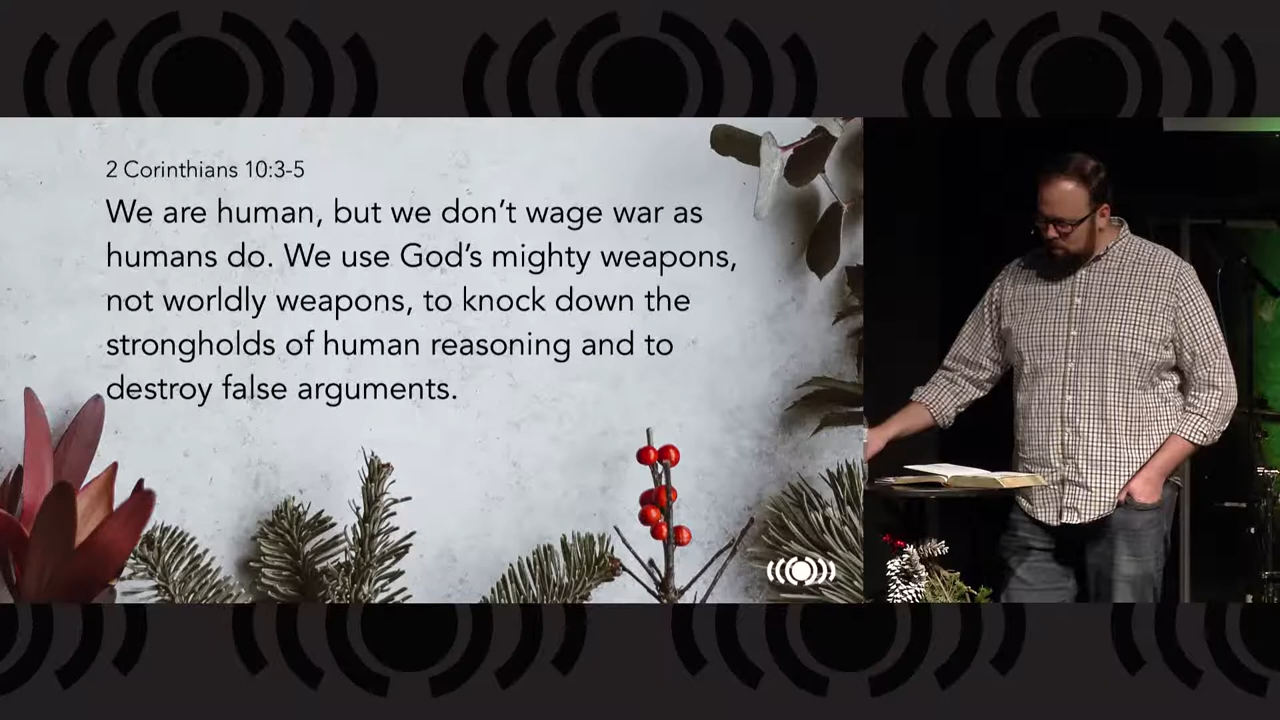 2 Corinthians 10:3-5
We are human, but we don’t wage war as
humans do. We use God’s mighty weapons,
not worldly weapons, to knock down the
strongholds of human reasoning and to
destroy false arguments.